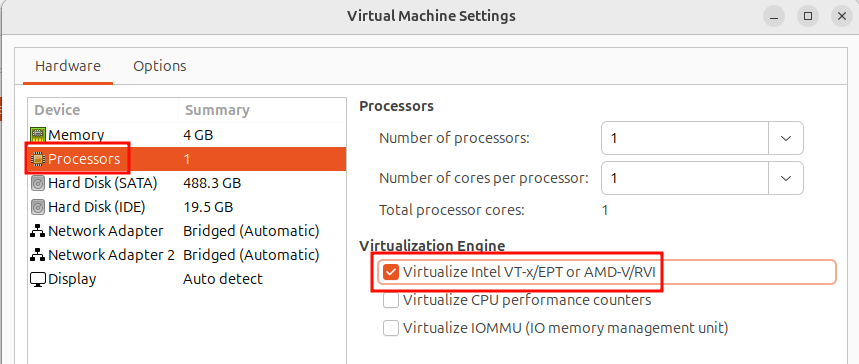 Virtual Machine Settings
Hardware Options
Device Summary
Memory 4 GB
Processors 1
Hard Disk (SATA) 488.3 GB
Hard Disk (IDE) 19.5 GB
Network Adapter Bridged (Automatic)
Network Adapter 2 Bridged (Automatic)
Display Auto detect
Processors
Number of processors: 1
Number of cores per processor: 1
Total processor cores: 1
Virtualization Engine
Virtualize Intel VT-x/EPT or AMD-V/RVI
Virtualize CPU performance counters
Virtualize IOMMU (IO memory management unit)